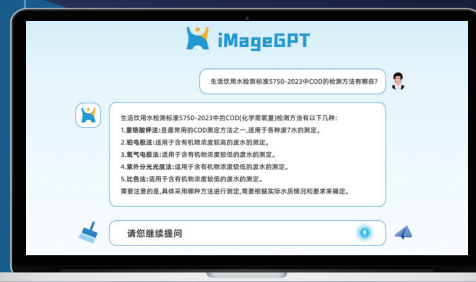 iMageGPT
生活饮用水检测标准5750-2023中COD的检测方法有哪些?
生活饮用水检测标准5750-2023中的COD(化学需氧量)检测方法有以下几种:
1.重铬酸钾法:是最常用的COD测定方法之一,适用于各种废7水的测定。
2.铂电极法:适用于含有机物浓度较高的废水的测定。
3.氧气电极法:适用于含有机物浓度较低的废水的测定。
4.紫外分光光度法:适用于含有机物浓度较低的废水的测定。
5.比色法:适用于含有机物浓度较低的废水的测定。
需要注意的是,具体采用哪种方法进行测定,需要根据实际水质情况和要求来确定。
请您继续提问